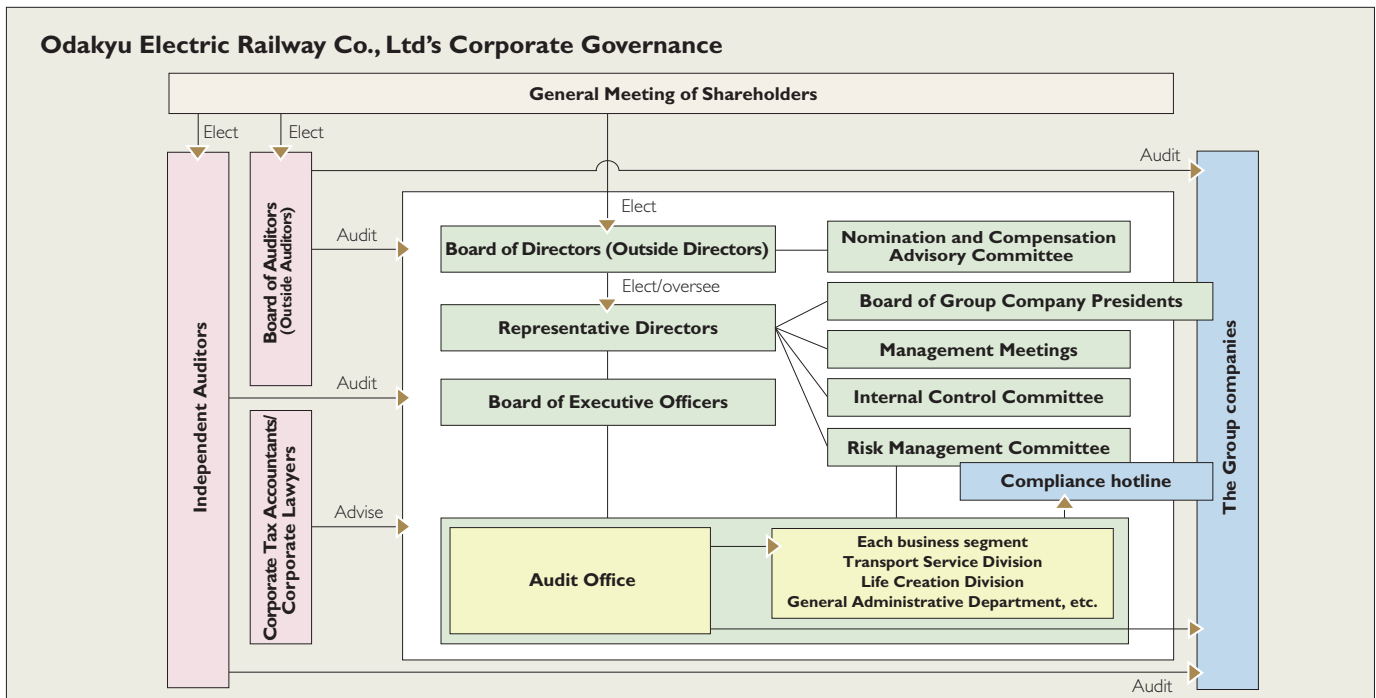 Odakyu Electric Railway Co., Ltd's Corporate Governance
General Meeting of Shareholders
Elect
Elect
Audit
Elect
Independent Auditors
Board of Auditors
(Outside Auditors)
Audit
Board of Directors (Outside Directors)
Nomination and Compensation
Advisory Committee
Elect/oversee
Board of Group Company Presidents
Representative Directors
Management Meetings
Audit
Board of Executive Officers
Internal Control Committee
Risk Management Committee
Compliance hotline
The Group companies
Corporate Tax Accountants/
Corporate Lawyers
Advise
Audit Office
Each business segment
Transport Service Division
Life Creation Division
General Administrative Department, etc.
Audit